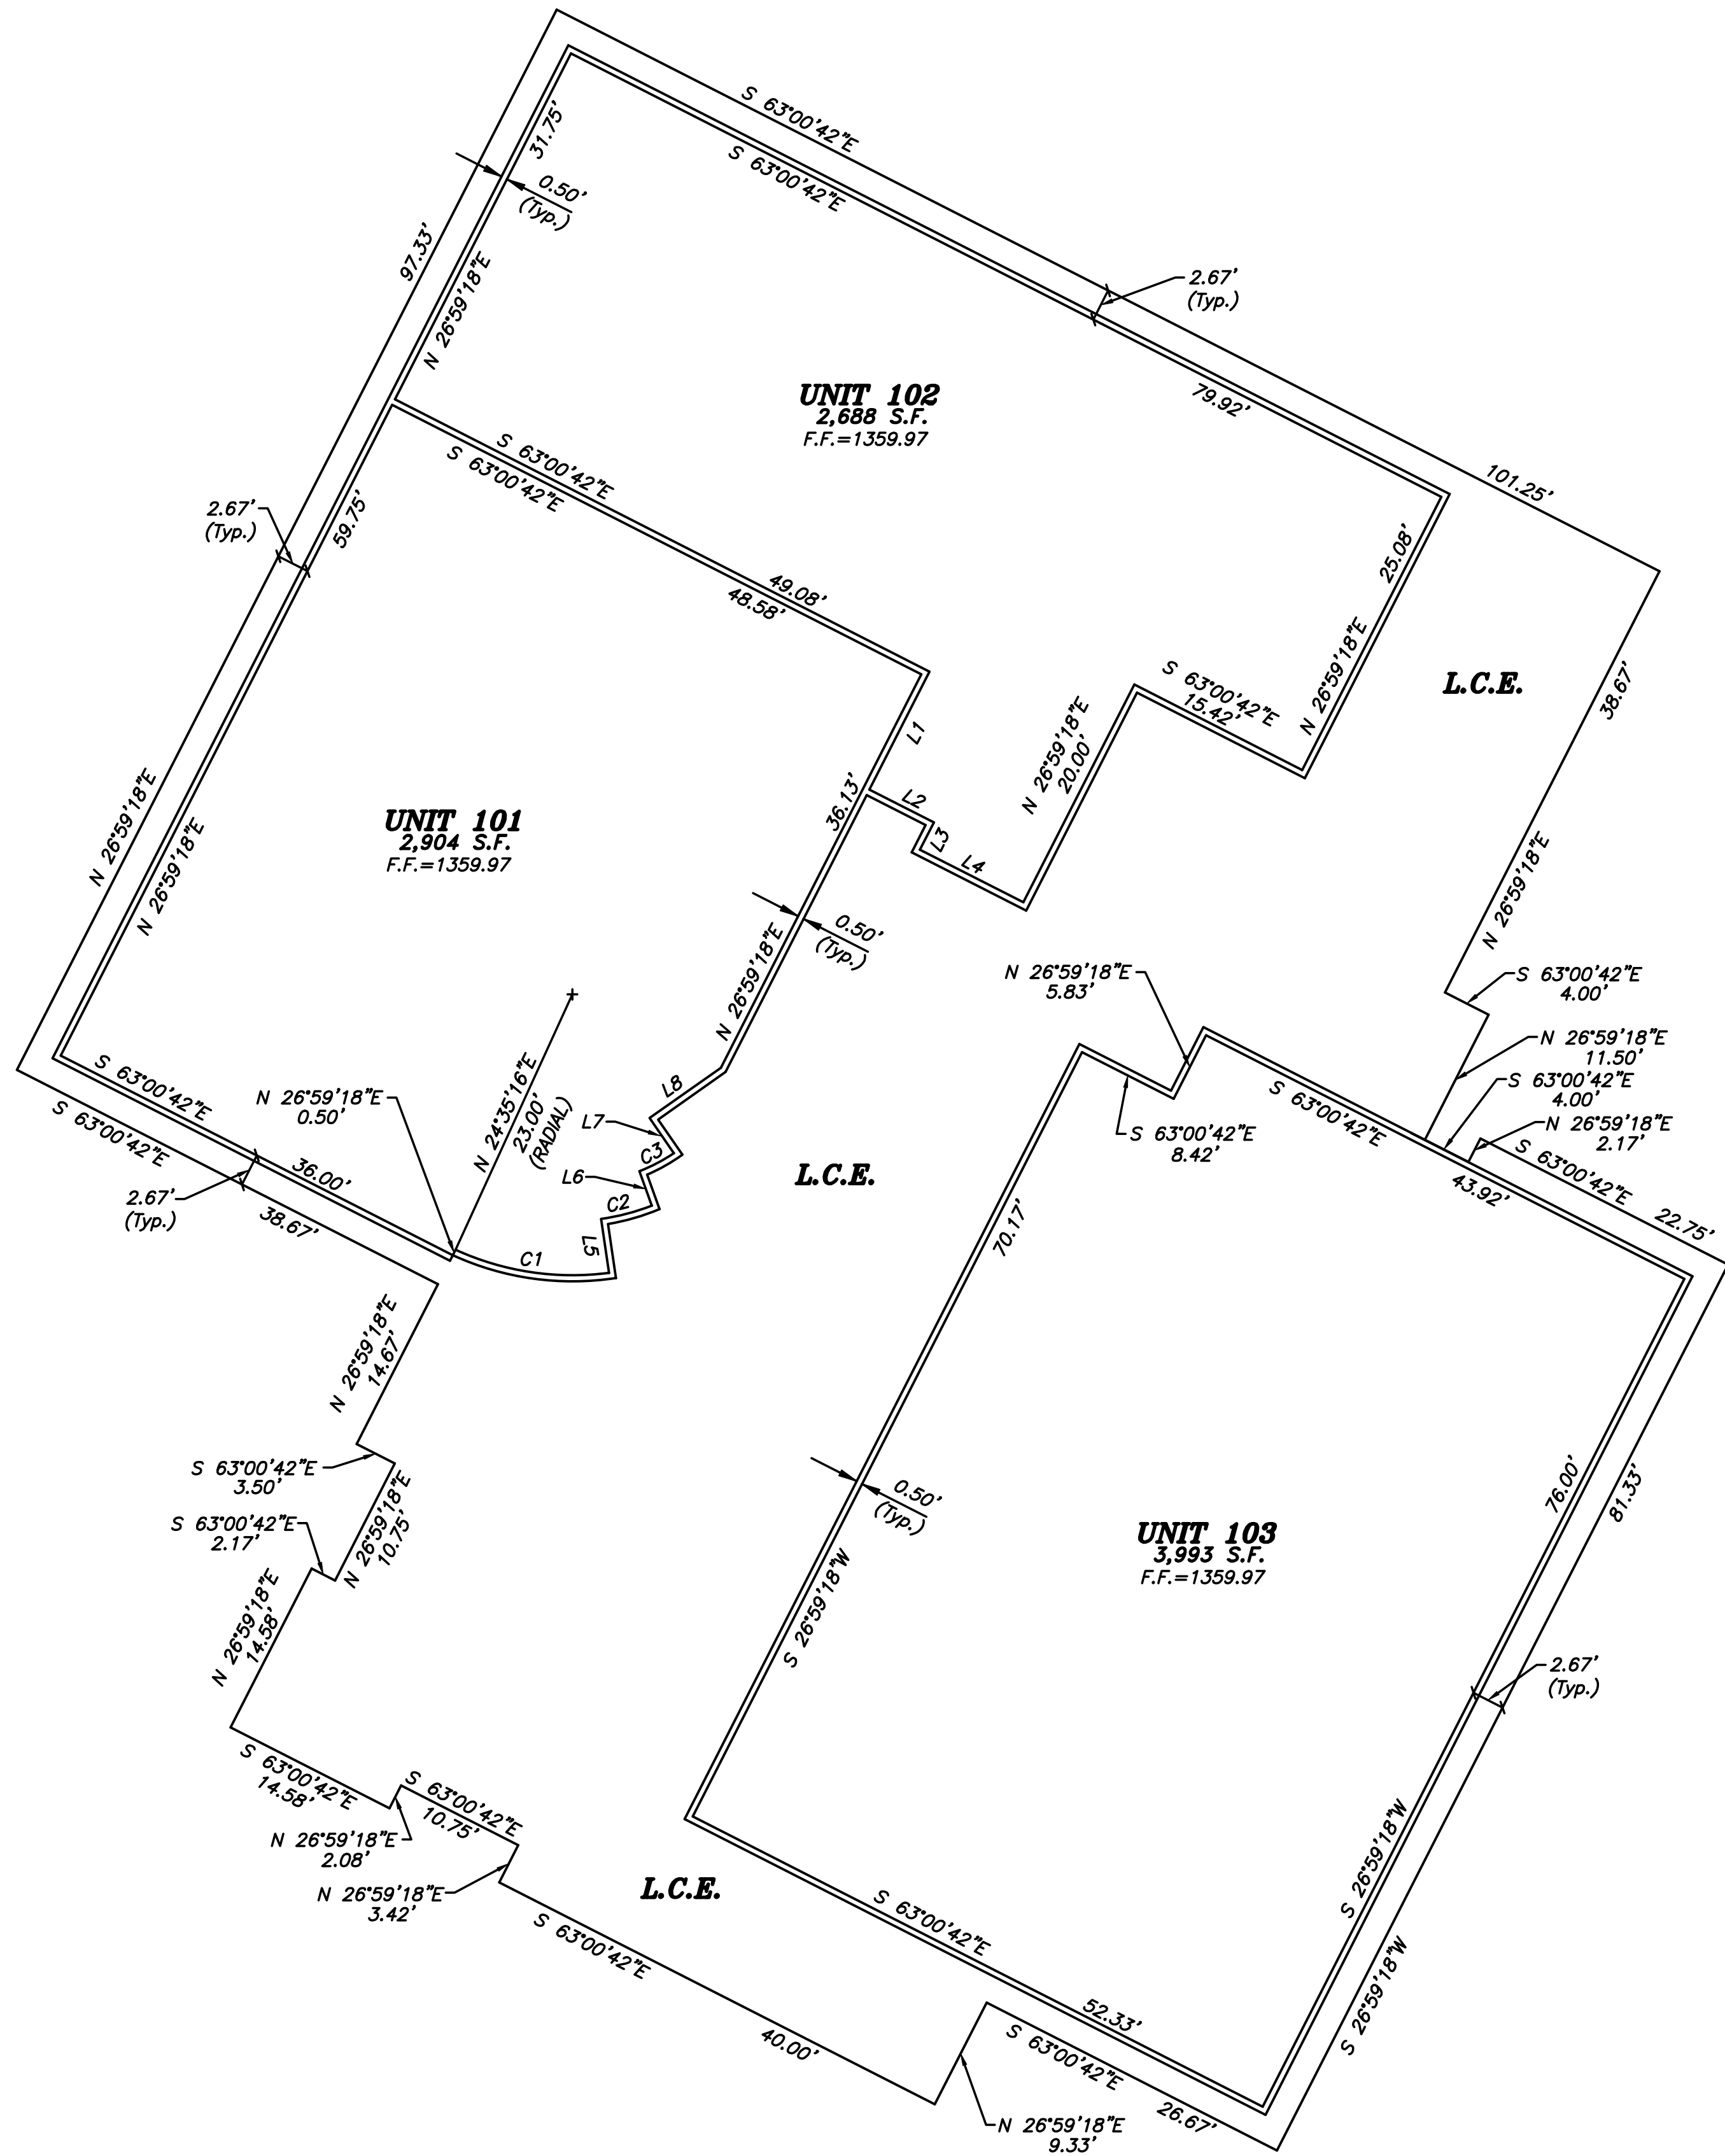 S 63°00'42"E
S 63°00'42"E
31.75'
0.50'
(Typ.)
97.33'
N 26°59'18"E
2.67'
(Typ.)
UNIT 102
2,688 S.F.
F.F.=1359.97
79.92'
101.25'
S 63°00'42"E
S 63°00'42"E
2.67'
(Typ.)
59.75'
25.08'
49.08'
48.58'
N 26°59'18"E
L.C.E.
S 63°00'42"E
15.42'
38.67'
L1
N 26°59'18"E
20.00'
N 26°59'18"E
N 26°59'18"E
UNIT 101
2,904 S.F.
F.F.=1359.97
36.13'
L2
L3
L4
N 26°59'18"E
0.50'
(Typ.)
N 26°59'18"E
N 26°59'18"E
N 26°59'18"E
5.83'
S 63°00'42"E
4.00'
N 26°59'18"E
11.50'
S 63°00'42"E
4.00'
N 26°59'18"E
2.17'
S 63°00'42"E
N 26°59'18"E
0.50'
N 24°35'16"E
23.00'
(RADIAL)
L8
L7
C3
L6
C2
L5
C1
S 63°00'42"E
S 63°00'42"E
8.42'
S 63°00'42"E
43.92'
22.75'
S 63°00'42"E
36.00'
2.67'
(Typ.)
38.67'
L.C.E.
70.17'
N 26°59'18"E
14.67'
S 63°00'42"E
3.50'
N 26°59'18"E
10.75'
S 63°00'42"E
2.17'
0.50'
(Typ.)
76.00'
81.33'
UNIT 103
3,993 S.F.
F.F.=1359.97
S 26°59'18"W
N 26°59'18"E
14.58'
2.67'
(Typ.)
S 63°00'42"E
14.58'
S 63°00'42"E
10.75'
N 26°59'18"E
2.08'
N 26°59'18"E
3.42'
L.C.E.
S 26°59'18"W
S 63°00'42"E
S 63°00'42"E
S 26°59'18"W
52.33'
40.00'
S 63°00'42"E
26.67'
N 26°59'18"E
9.33'